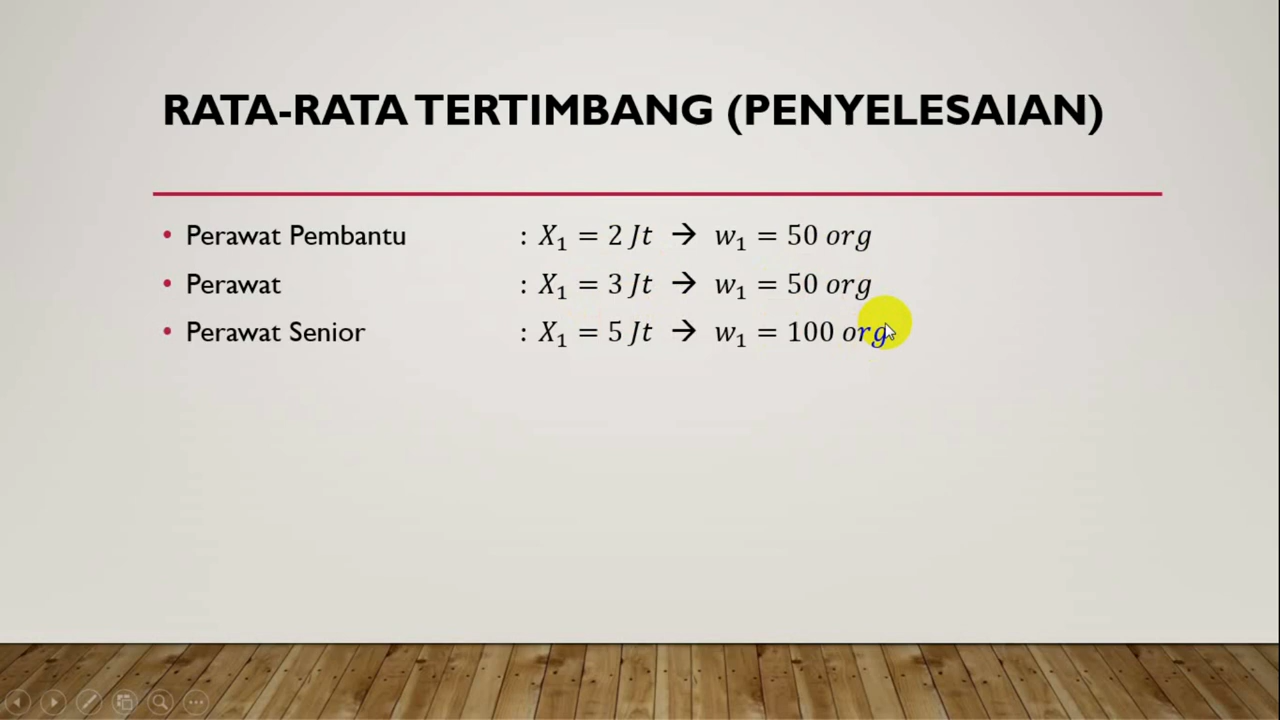 RATA-RATA TERTIMBANG (PENYELESAIAN)
• Perawat Pembantu : X₁ = 2 Jt → w₁ = 50 org
• Perawat : X₁ = 3 Jt → w₁ = 50 org
• Perawat Senior : X₁ = 5 Jt → w₁ = 100 org